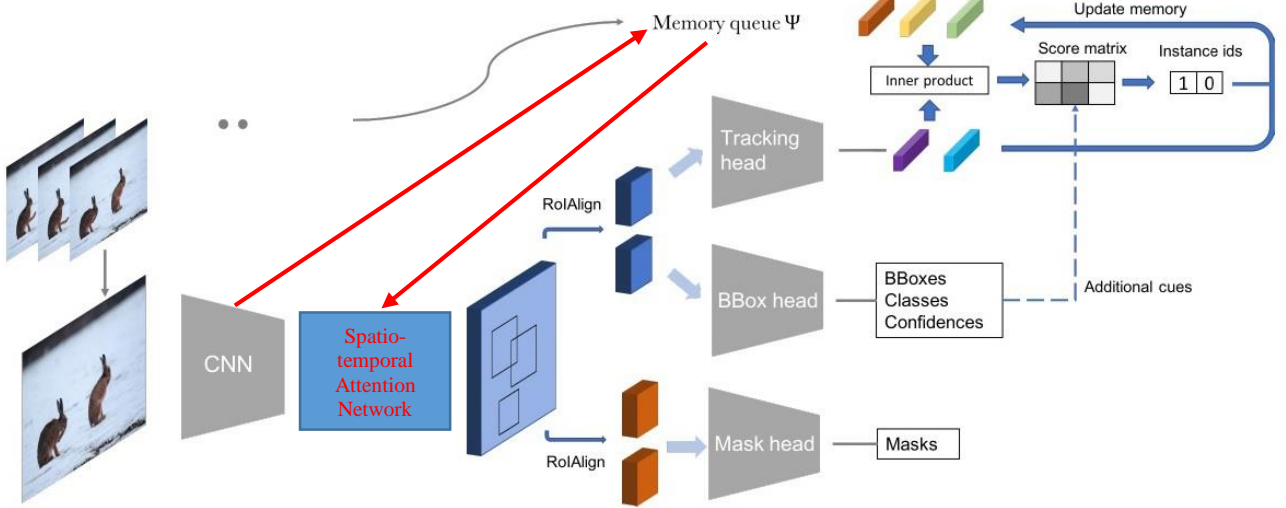 Memory queue Ψ
Update memory
Score matrix
Instance ids
Inner product
1 0
Tracking
head
RoIAlign
BBox head
BBoxes
Classes
Confidences
Additional cues
CNN
Spatio-
temporal
Attention
Network
RoIAlign
Mask head
Masks